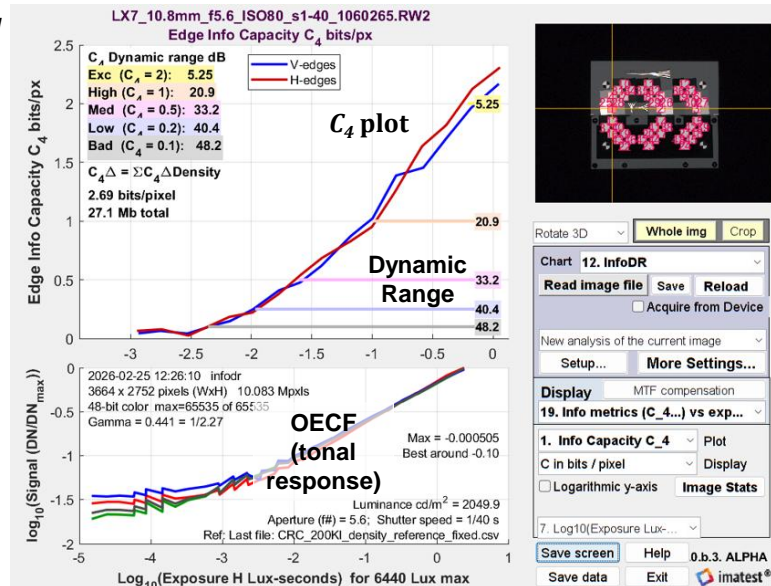 LX7_10.8mm_f5.6_ISO80_s1-40_1060265.RW2
Edge Info Capacity C4 bits/px
C4 Dynamic range dB
Exc (C4 = 2): 5.25
High (C4 = 1): 20.9
Med (C4 = 0.5): 33.2
Low (C4 = 0.2): 40.4
Bad (C4 = 0.1): 48.2
C4Δ = ΣC4ΔDensity
2.69 bits/pixel
27.1 Mb total
V-edges
H-edges
C4 plot
5.25
20.9
33.2
40.4
48.2
Dynamic
Range
Edge Info Capacity C4 bits/px
2.5
2
1.5
1
0.5
0
-3 -2.5 -2 -1.5 -1 -0.5 0
2026-02-25 12:26:10 infodr
3664 x 2752 pixels (WxH) 10.083 Mpxls
48-bit color max=65535 of 65535
Gamma = 0.441 = 1/2.27
OECF
(tonal
response)
Max = -0.000505
Best around -0.10
Luminance cd/m2 = 2049.9
Aperture (f#) = 5.6; Shutter speed = 1/40 s
Ref; Last file: CRC_200KI_density_reference_fixed.csv
log10(Signal (DN/DNmax))
0
-0.5
-1
-1.5
-2
-5 -4 -3 -2 -1 0 1
Log10(Exposure H Lux-seconds) for 6440 Lux max
Rotate 3D Whole img Crop
Chart 12. InfoDR
Read image file Save Reload
Acquire from Device
New analysis of the current image
Setup... More Settings...
Display MTF compensation
19. Info metrics (C_4...) vs exp...
1. Info Capacity C_4 Plot
C in bits / pixel Display
Logarithmic y-axis Image Stats
7. Log10(Exposure Lux-...
Save screen Help 0.b.3. ALPHA
Save data Exit imatest®